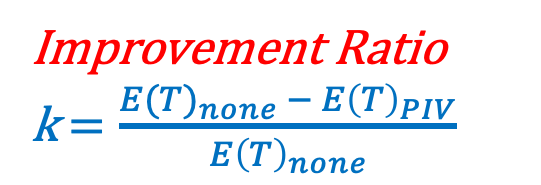 Improvement Ratio
k= E(T)none − E(T)PIV
E(T)none